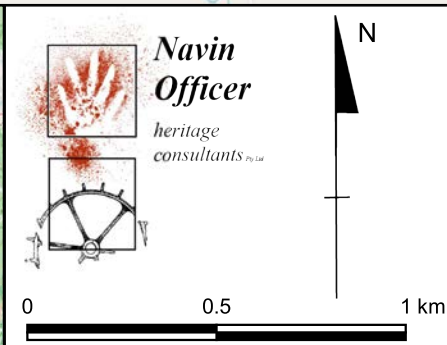 Navin
Officer
heritage
consultants Pty Ltd
N
0 0.5 1 km